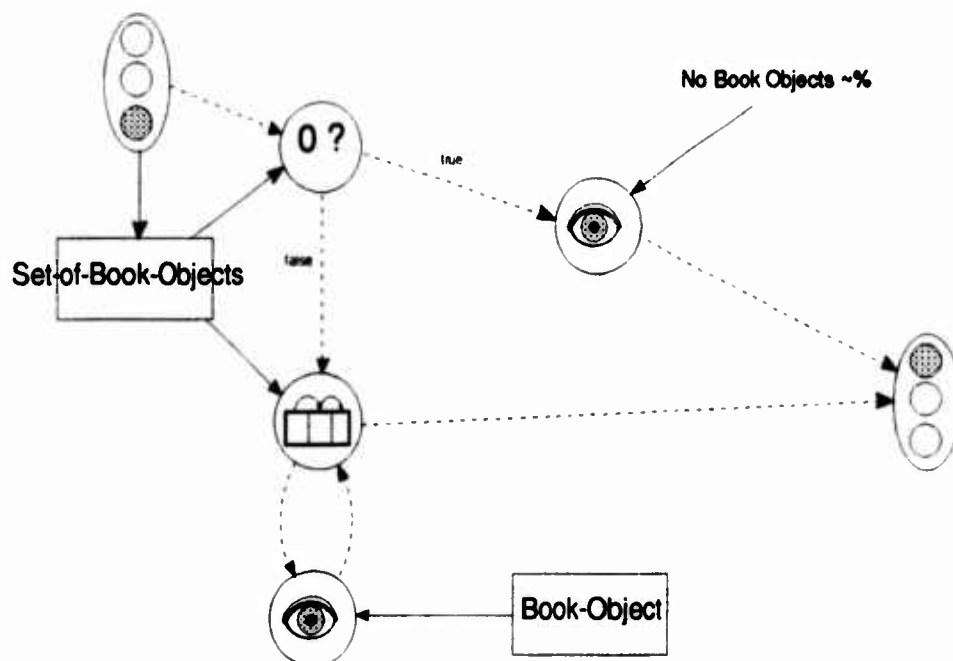 No Book Objects ~%
0 ?
true
false
Set-of-Book-Objects
Book-Object